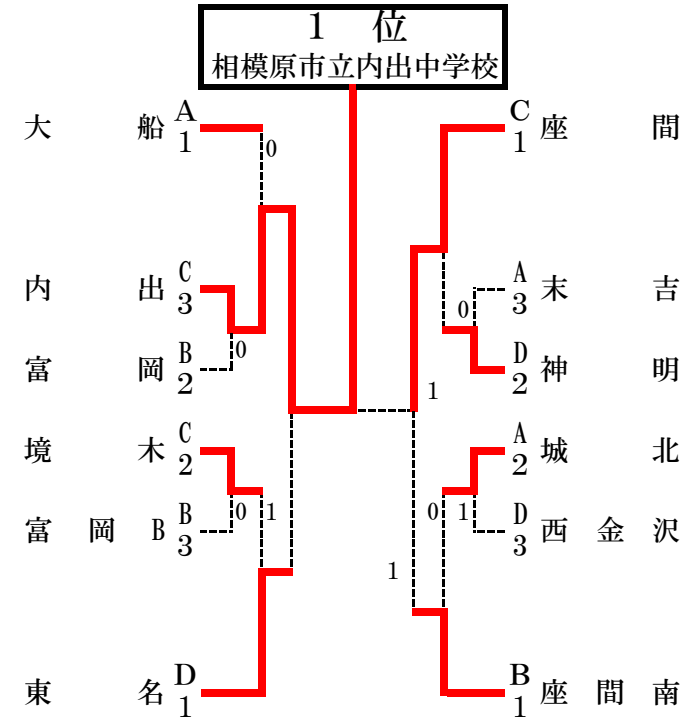 1 位
相模原市立内出中学校
大 船 A 1
C 1 座 間
0
内 出 C 3
A 3 末 吉
0
0
富 岡 B 2
D 2 神 明
1
境 木 C 2
A 2 城 北
0 1
0 1
富 岡 B B 3
D 3 西 金 沢
1
東 名 D 1
B 1 座 間 南